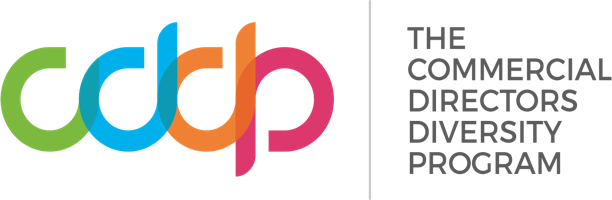 cddp
THE
COMMERCIAL
DIRECTORS
DIVERSITY
PROGRAM